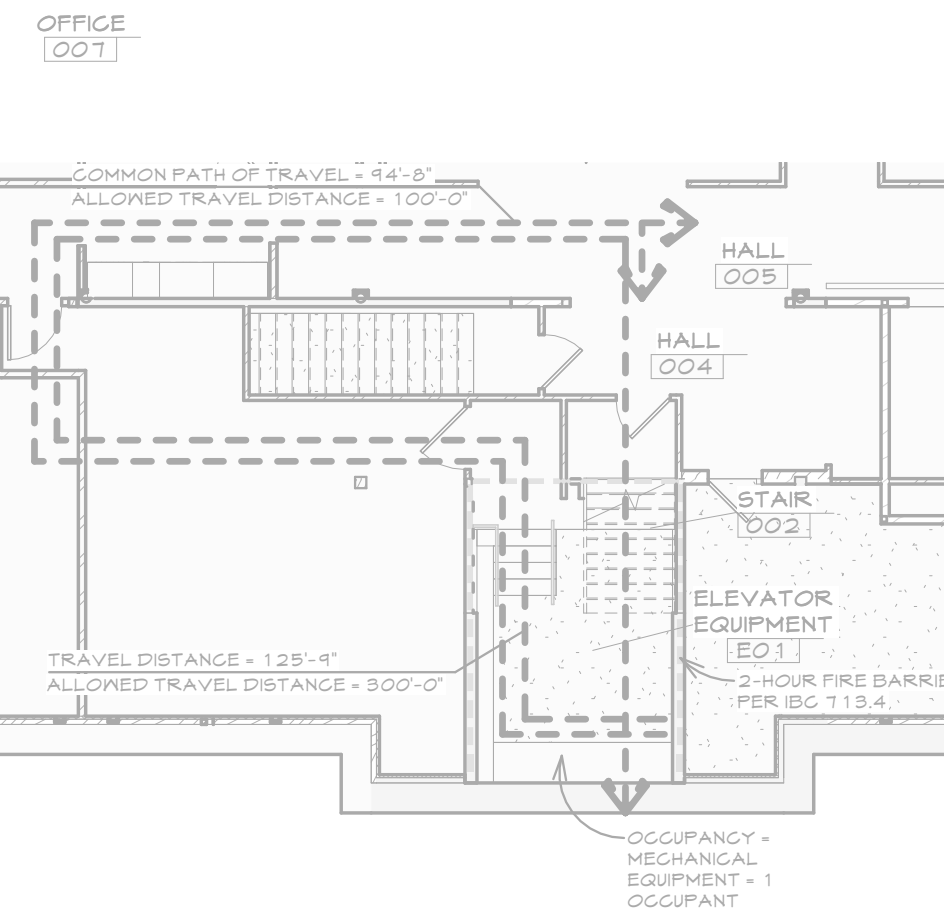 OFFICE
007
COMMON PATH OF TRAVEL = 94'-8"
ALLOWED TRAVEL DISTANCE = 100'-0"
HALL
005
HALL
004
STAIR
002
ELEVATOR
EQUIPMENT
E01
TRAVEL DISTANCE = 125'-9"
ALLOWED TRAVEL DISTANCE = 300'-0"
2-HOUR FIRE BARRIE
PER IBC 713.4,
OCCUPANCY =
MECHANICAL
EQUIPMENT = 1
OCCUPANT